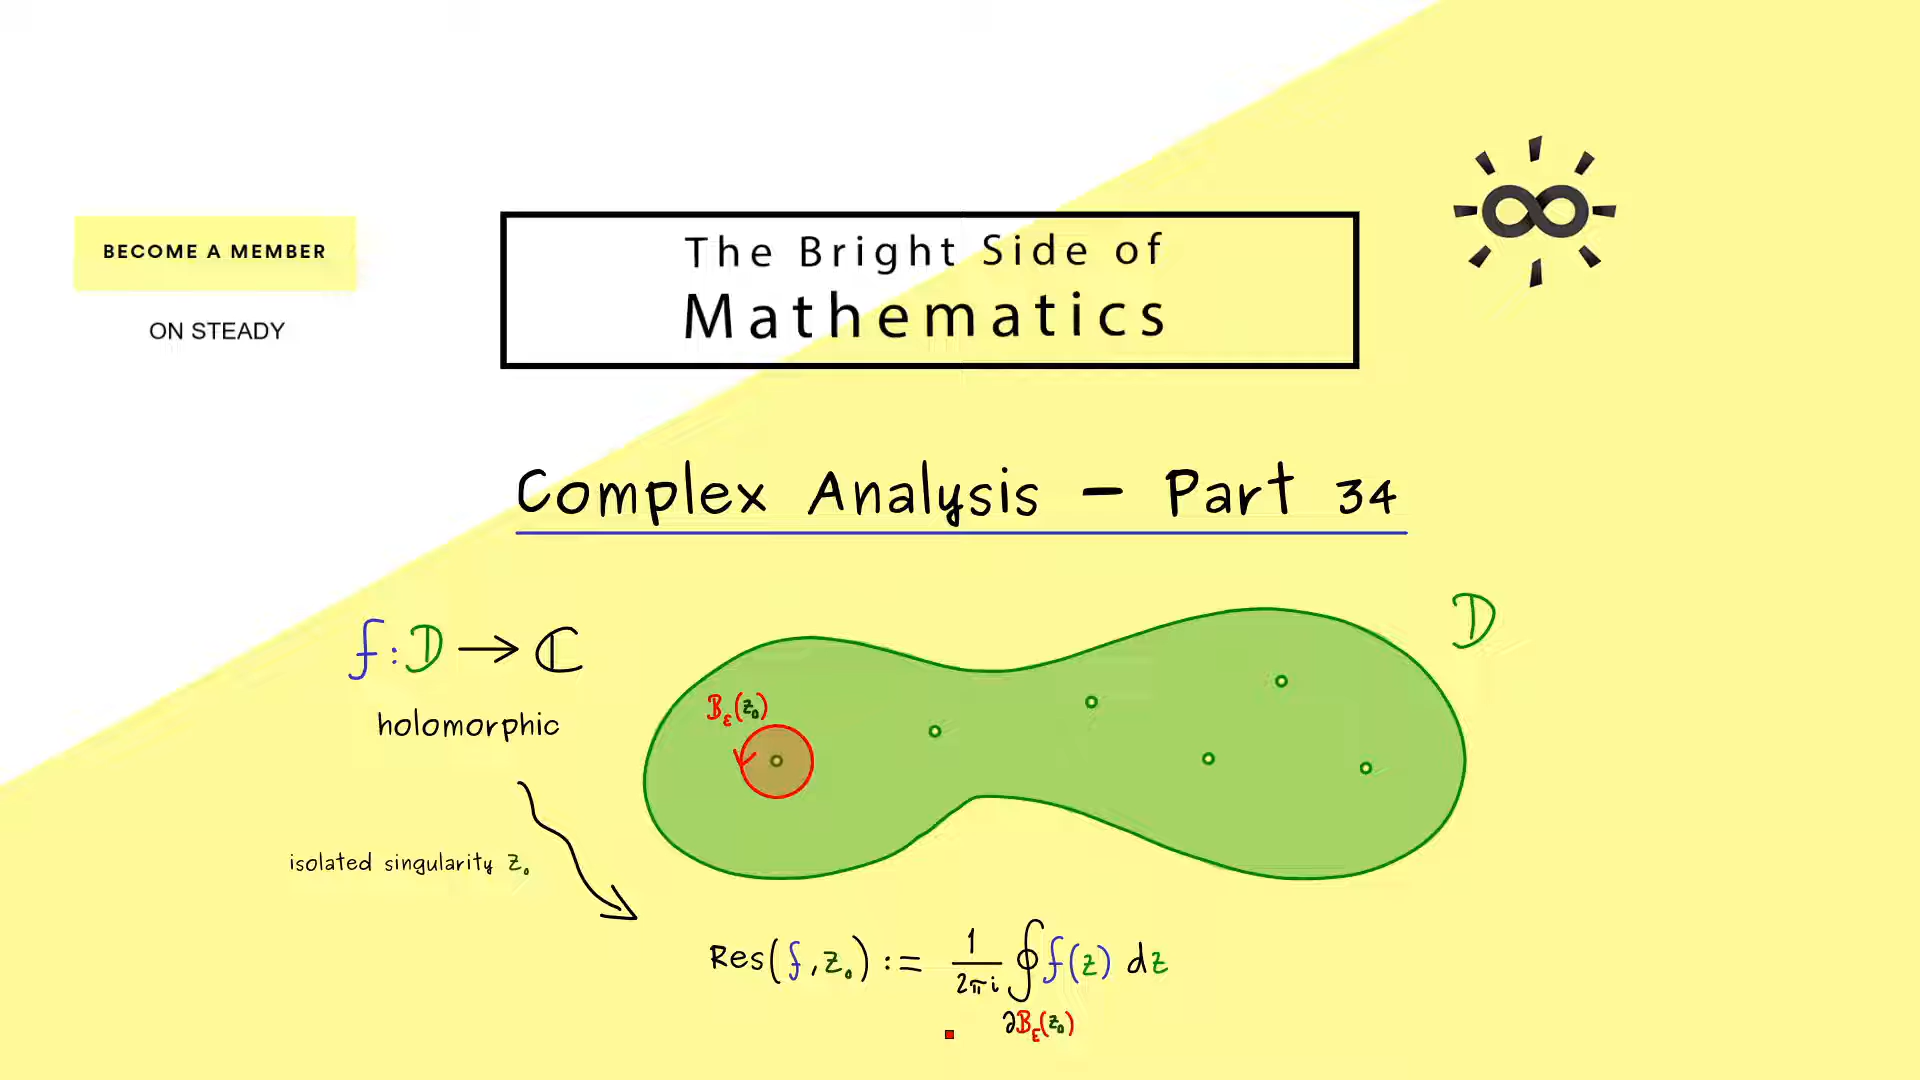 BECOME A MEMBER
ON STEADY
The Bright Side of
Mathematics
Complex Analysis – Part 34
f : D ⟶ ℂ
holomorphic
D
B_ε(z₀)
isolated singularity z₀
Res(f, z₀) := 1/(2πi) ∮_{∂B_ε(z₀)} f(z) dz